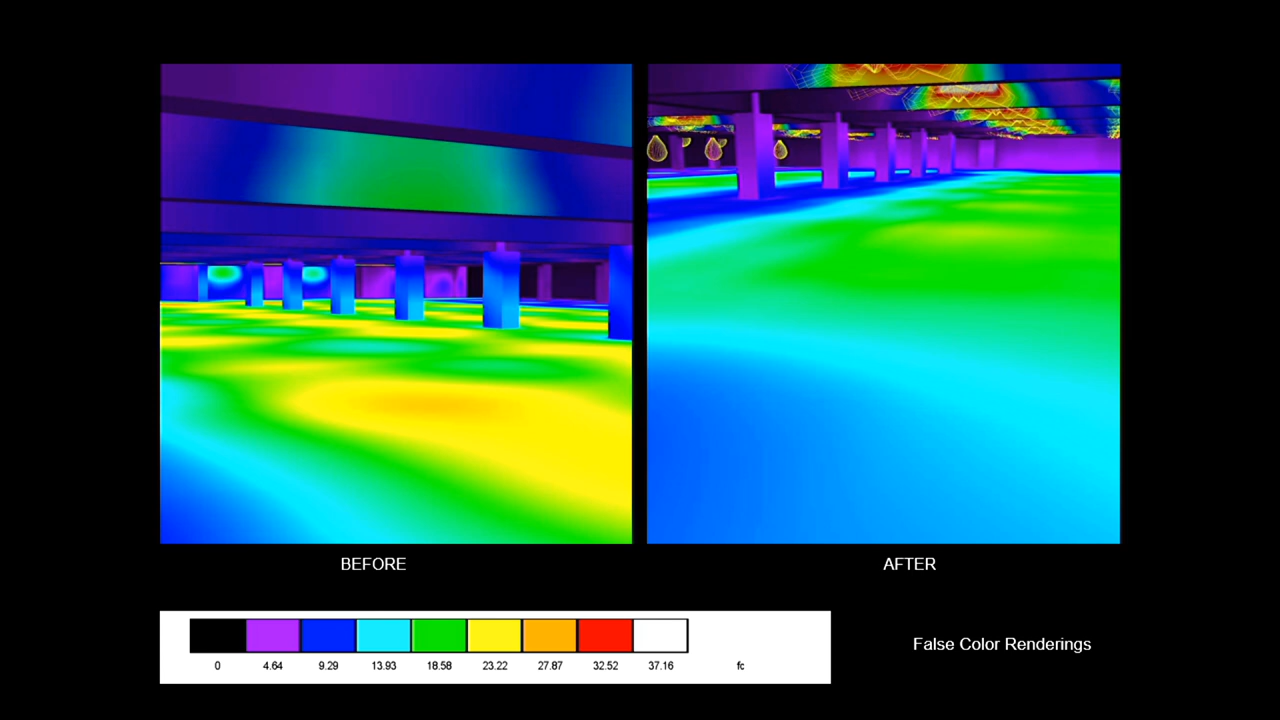 BEFORE
AFTER
0 4.64 9.29 13.93 18.58 23.22 27.87 32.52 37.16 fc
False Color Renderings